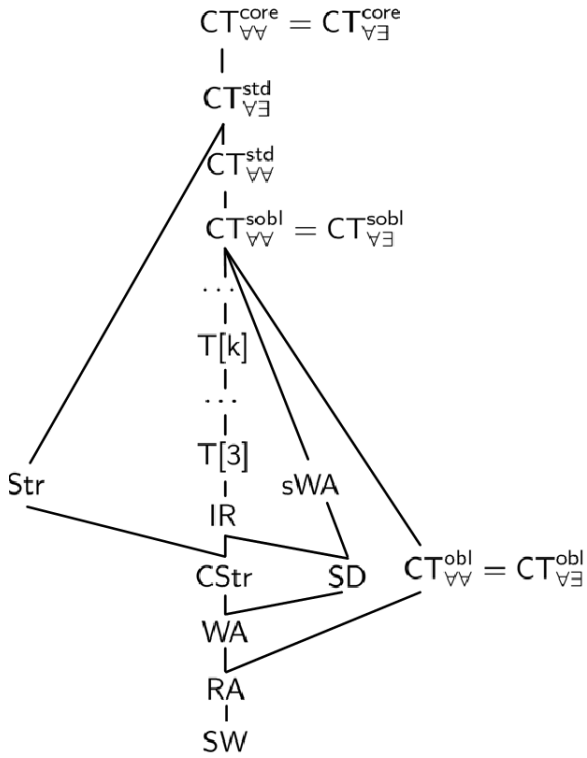 CT^core_∀∀ = CT^core_∀∃
CT^std_∀∃
CT^std_∀∀
CT^sobl_∀∀ = CT^sobl_∀∃
...
T[k]
...
T[3]
Str sWA
IR
CStr SD CT^obl_∀∀ = CT^obl_∀∃
WA
RA
SW